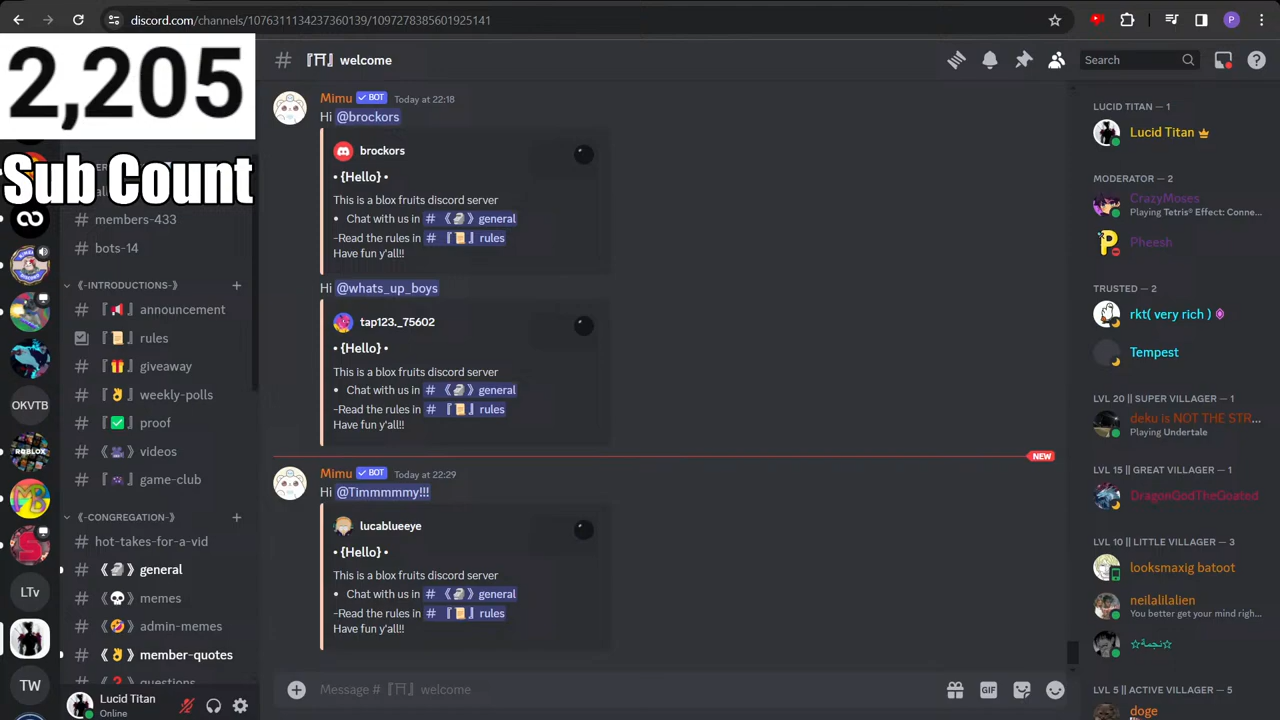 discord.com/channels/1076311134237360139/1097278385601925141
2,205
Sub Count
members-433
bots-14
《-INTRODUCTIONS-》
『📢』announcement
『📜』rules
『🎁』giveaway
『👌』weekly-polls
『✅』proof
《👾》videos
『👾』game-club
《-CONGREGATION-》
hot-takes-for-a-vid
《🗿》general
《💀》memes
《🤣》admin-memes
《👌》member-quotes
《❓》questions
OKVTB
ROBLOX
MB
S
LTv
TW
Lucid Titan
Online
# 『⛩』welcome
Search
Mimu ✓ BOT Today at 22:18
Hi @brockors
brockors
• {Hello} •
This is a blox fruits discord server
• Chat with us in # 《🗿》general
-Read the rules in # 『📜』rules
Have fun y'all!!
Hi @whats_up_boys
tap123._75602
• {Hello} •
This is a blox fruits discord server
• Chat with us in # 《🗿》general
-Read the rules in # 『📜』rules
Have fun y'all!!
NEW
Mimu ✓ BOT Today at 22:29
Hi @Timmmmmy!!!
lucablueeye
• {Hello} •
This is a blox fruits discord server
• Chat with us in # 《🗿》general
-Read the rules in # 『📜』rules
Have fun y'all!!
Message # 『⛩』welcome
GIF
P
LUCID TITAN — 1
Lucid Titan
MODERATOR — 2
CrazyMoses
Playing Tetris® Effect: Conne...
Pheesh
TRUSTED — 2
rkt( very rich )
Tempest
LVL 20 || SUPER VILLAGER — 1
deku is NOT THE STR...
Playing Undertale
LVL 15 || GREAT VILLAGER — 1
DragonGodTheGoated
LVL 10 || LITTLE VILLAGER — 3
looksmaxig batoot
neilalilalien
You better get your mind righ...
☆نجمة☆
LVL 5 || ACTIVE VILLAGER — 5
doge